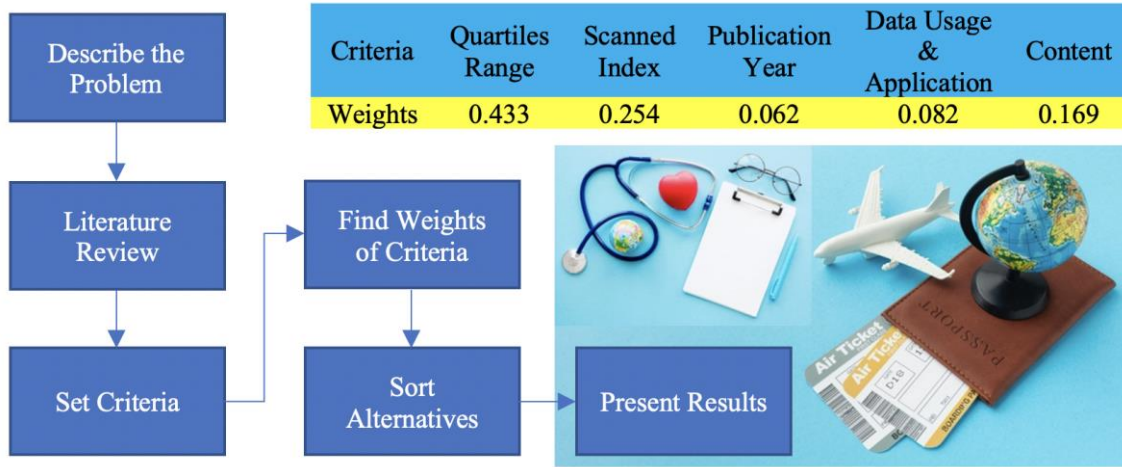 Describe the
Problem
Literature
Review
Set Criteria
Find Weights
of Criteria
Sort
Alternatives
Present Results
Criteria Quartiles Range Scanned Index Publication Year Data Usage & Application Content
Weights 0.433 0.254 0.062 0.082 0.169
PASSPORT
Air Ticket
Air Ticket
D10